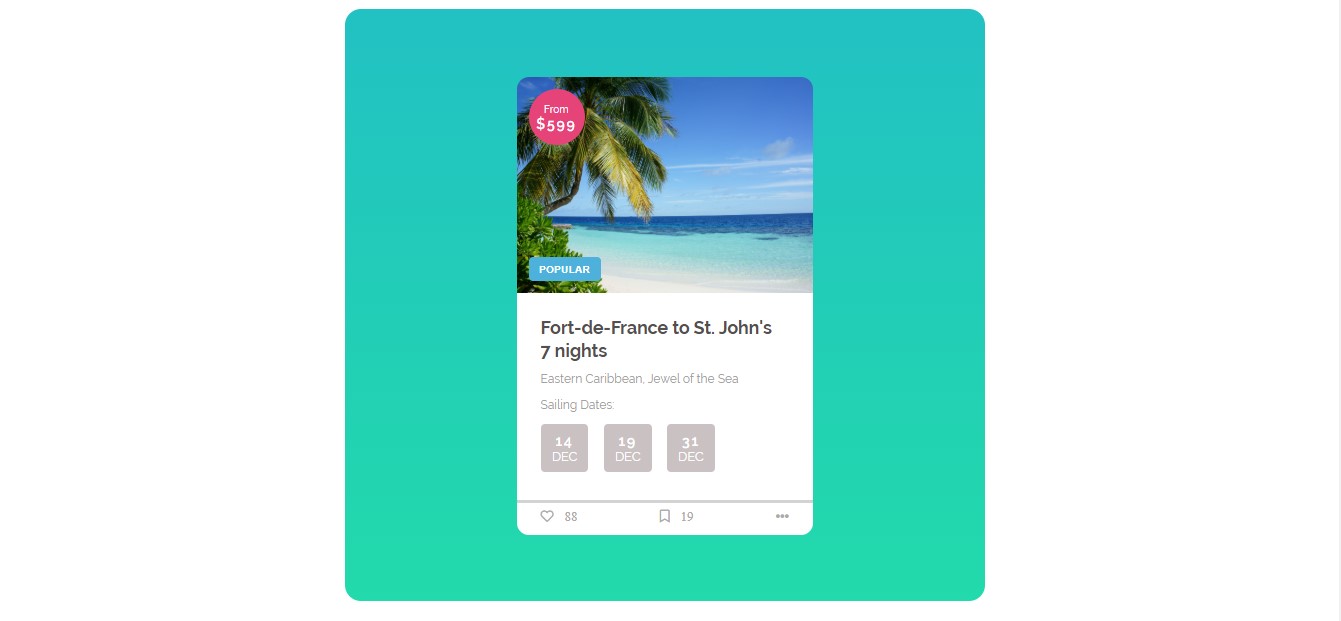 From
$599
POPULAR
Fort-de-France to St. John's
7 nights
Eastern Caribbean, Jewel of the Sea
Sailing Dates:
14 19 31
DEC DEC DEC
88 19 •••